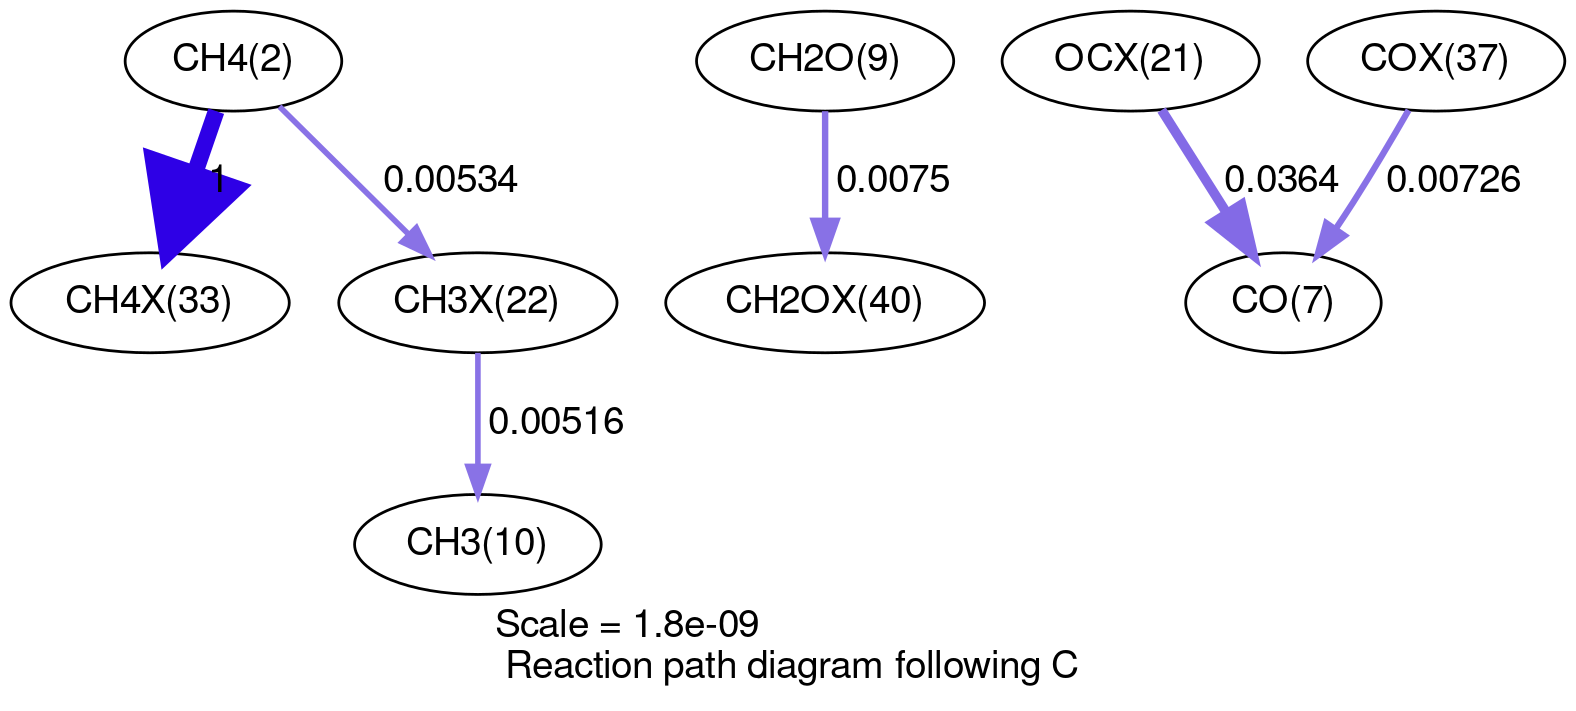 CH4(2)
CH2O(9)
OCX(21)
COX(37)
1
0.00534
0.0075
0.0364
0.00726
CH4X(33)
CH3X(22)
CH2OX(40)
CO(7)
0.00516
CH3(10)
Scale = 1.8e-09
Reaction path diagram following C